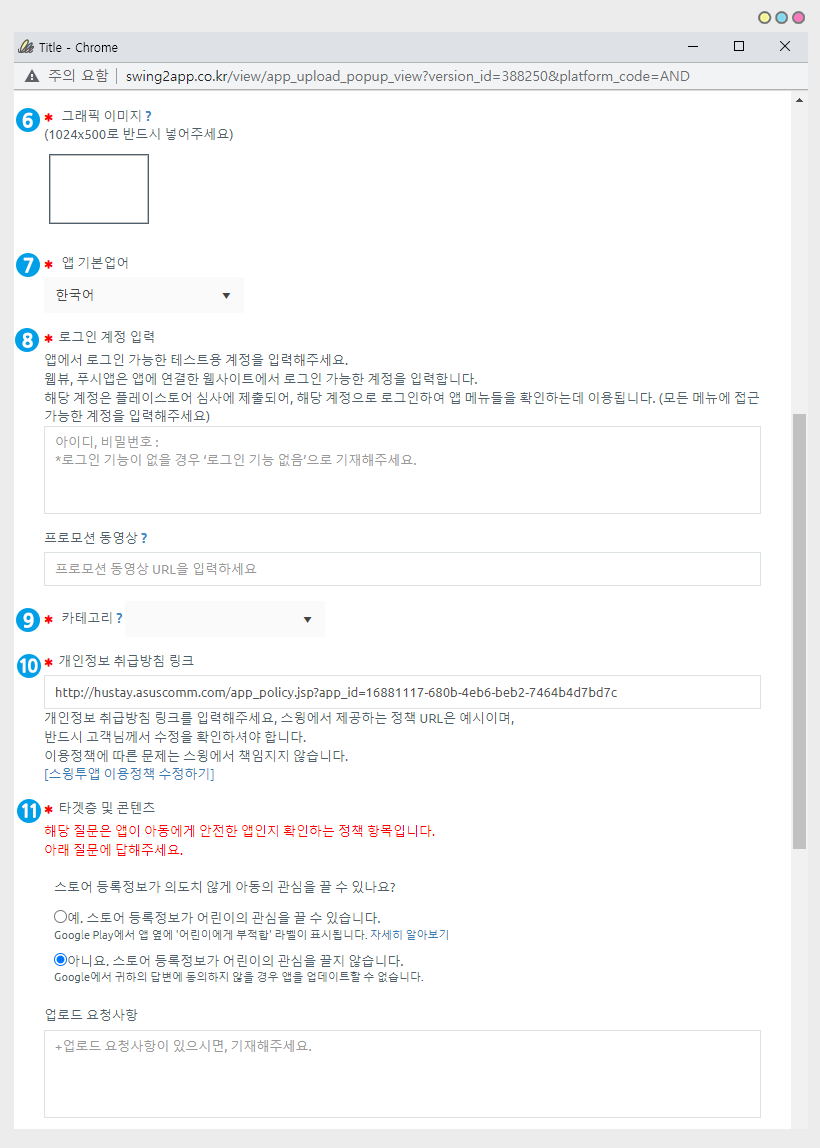 Title - Chrome
주의 요함 swing2app.co.kr/view/app_upload_popup_view?version_id=388250&platform_code=AND
6 * 그래픽 이미지 ?
(1024x500로 반드시 넣어주세요)
7 * 앱 기본업어
한국어
8 * 로그인 계정 입력
앱에서 로그인 가능한 테스트용 계정을 입력해주세요.
웹뷰, 푸시앱은 앱에 연결한 웹사이트에서 로그인 가능한 계정을 입력합니다.
해당 계정은 플레이스토어 심사에 제출되어, 해당 계정으로 로그인하여 앱 메뉴들을 확인하는데 이용됩니다. (모든 메뉴에 접근
가능한 계정을 입력해주세요)
아이디, 비밀번호 :
*로그인 기능이 없을 경우 ‘로그인 기능 없음’으로 기재해주세요.
프로모션 동영상 ?
프로모션 동영상 URL을 입력하세요
9 * 카테고리 ?
10 * 개인정보 취급방침 링크
http://hustay.asuscomm.com/app_policy.jsp?app_id=16881117-680b-4eb6-beb2-7464b4d7bd7c
개인정보 취급방침 링크를 입력해주세요, 스윙에서 제공하는 정책 URL은 예시이며,
반드시 고객님께서 수정을 확인하셔야 합니다.
이용정책에 따른 문제는 스윙에서 책임지지 않습니다.
[스윙투앱 이용정책 수정하기]
11 * 타겟층 및 콘텐츠
해당 질문은 앱이 아동에게 안전한 앱인지 확인하는 정책 항목입니다.
아래 질문에 답해주세요.
스토어 등록정보가 의도치 않게 아동의 관심을 끌 수 있나요?
예. 스토어 등록정보가 어린이의 관심을 끌 수 있습니다.
Google Play에서 앱 옆에 '어린이에게 부적합' 라벨이 표시됩니다. 자세히 알아보기
아니요. 스토어 등록정보가 어린이의 관심을 끌지 않습니다.
Google에서 귀하의 답변에 동의하지 않을 경우 앱을 업데이트할 수 없습니다.
업로드 요청사항
+업로드 요청사항이 있으시면, 기재해주세요.